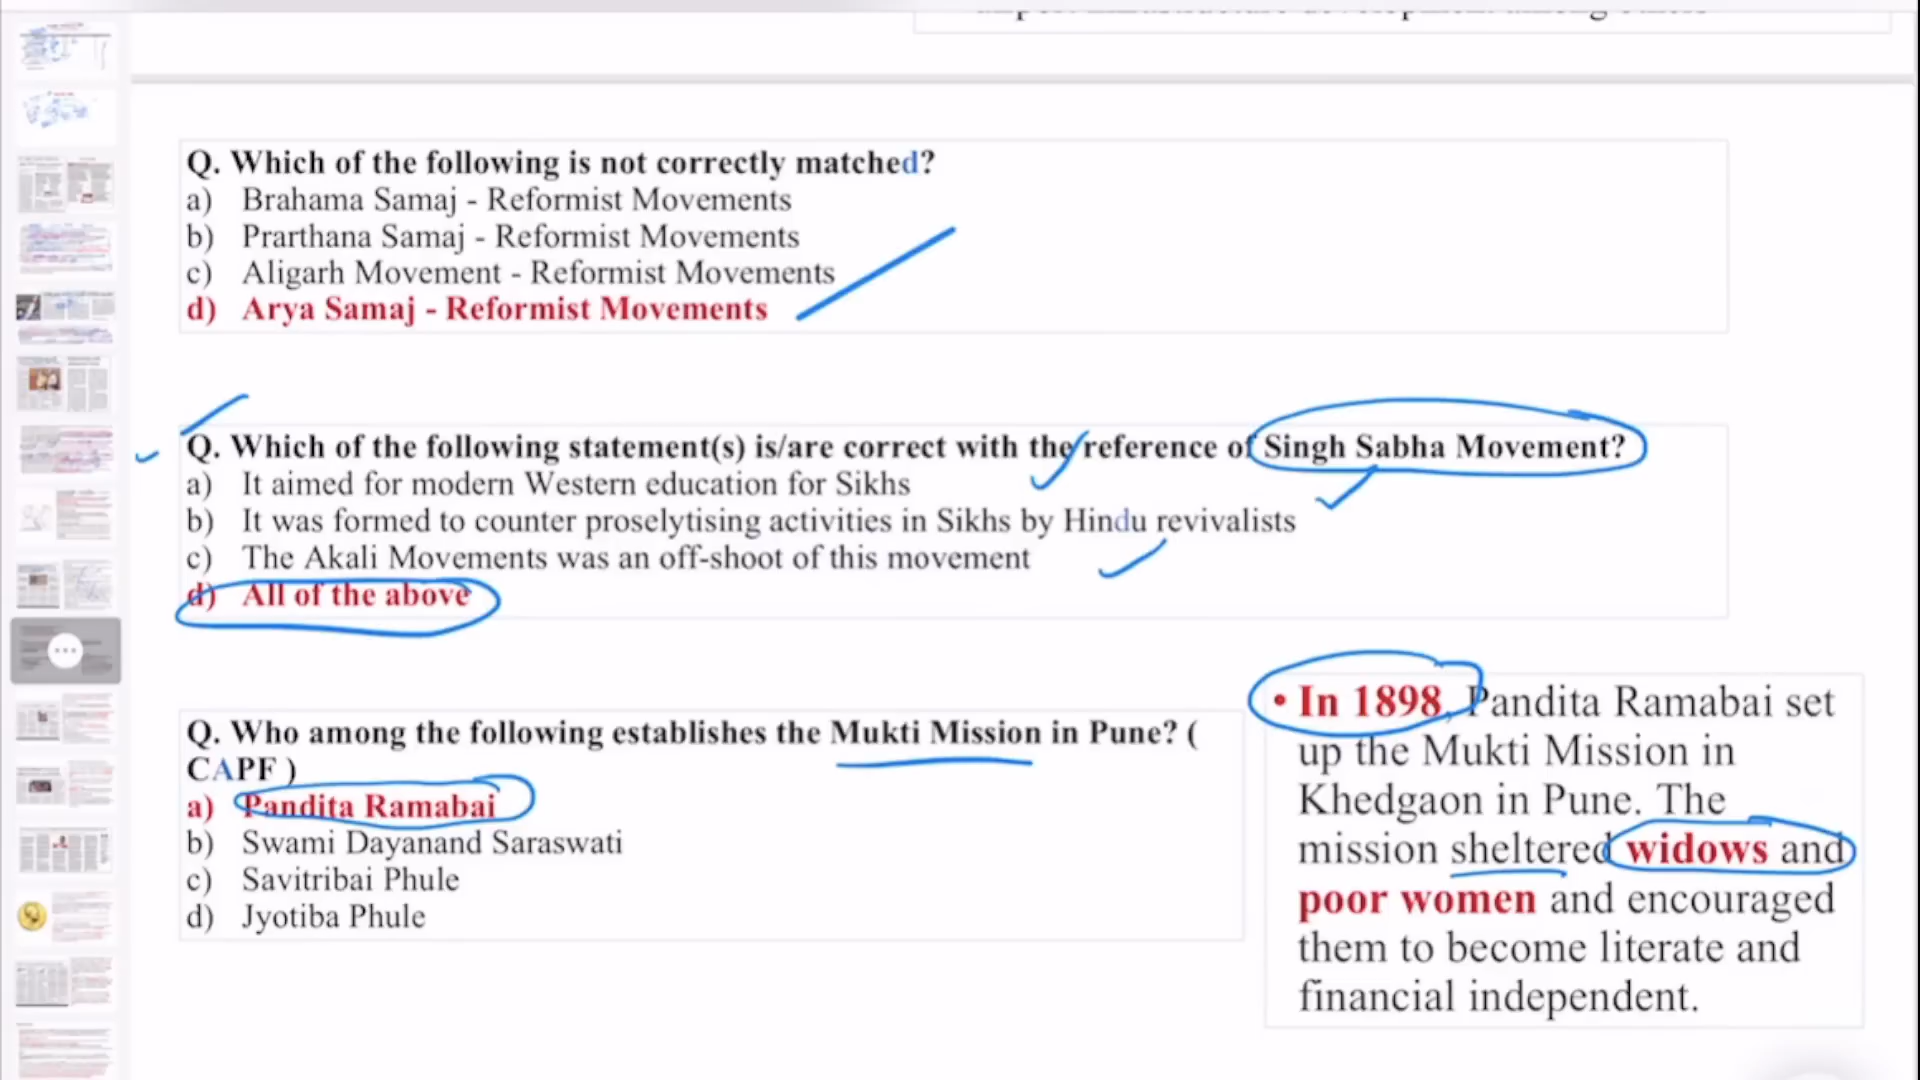 Q. Which of the following is not correctly matched?
a) Brahama Samaj - Reformist Movements
b) Prarthana Samaj - Reformist Movements
c) Aligarh Movement - Reformist Movements
d) Arya Samaj - Reformist Movements
Q. Which of the following statement(s) is/are correct with the reference of Singh Sabha Movement?
a) It aimed for modern Western education for Sikhs
b) It was formed to counter proselytising activities in Sikhs by Hindu revivalists
c) The Akali Movements was an off-shoot of this movement
d) All of the above
Q. Who among the following establishes the Mukti Mission in Pune? (
CAPF )
a) Pandita Ramabai
b) Swami Dayanand Saraswati
c) Savitribai Phule
d) Jyotiba Phule
• In 1898, Pandita Ramabai set
up the Mukti Mission in
Khedgaon in Pune. The
mission sheltered widows and
poor women and encouraged
them to become literate and
financial independent.